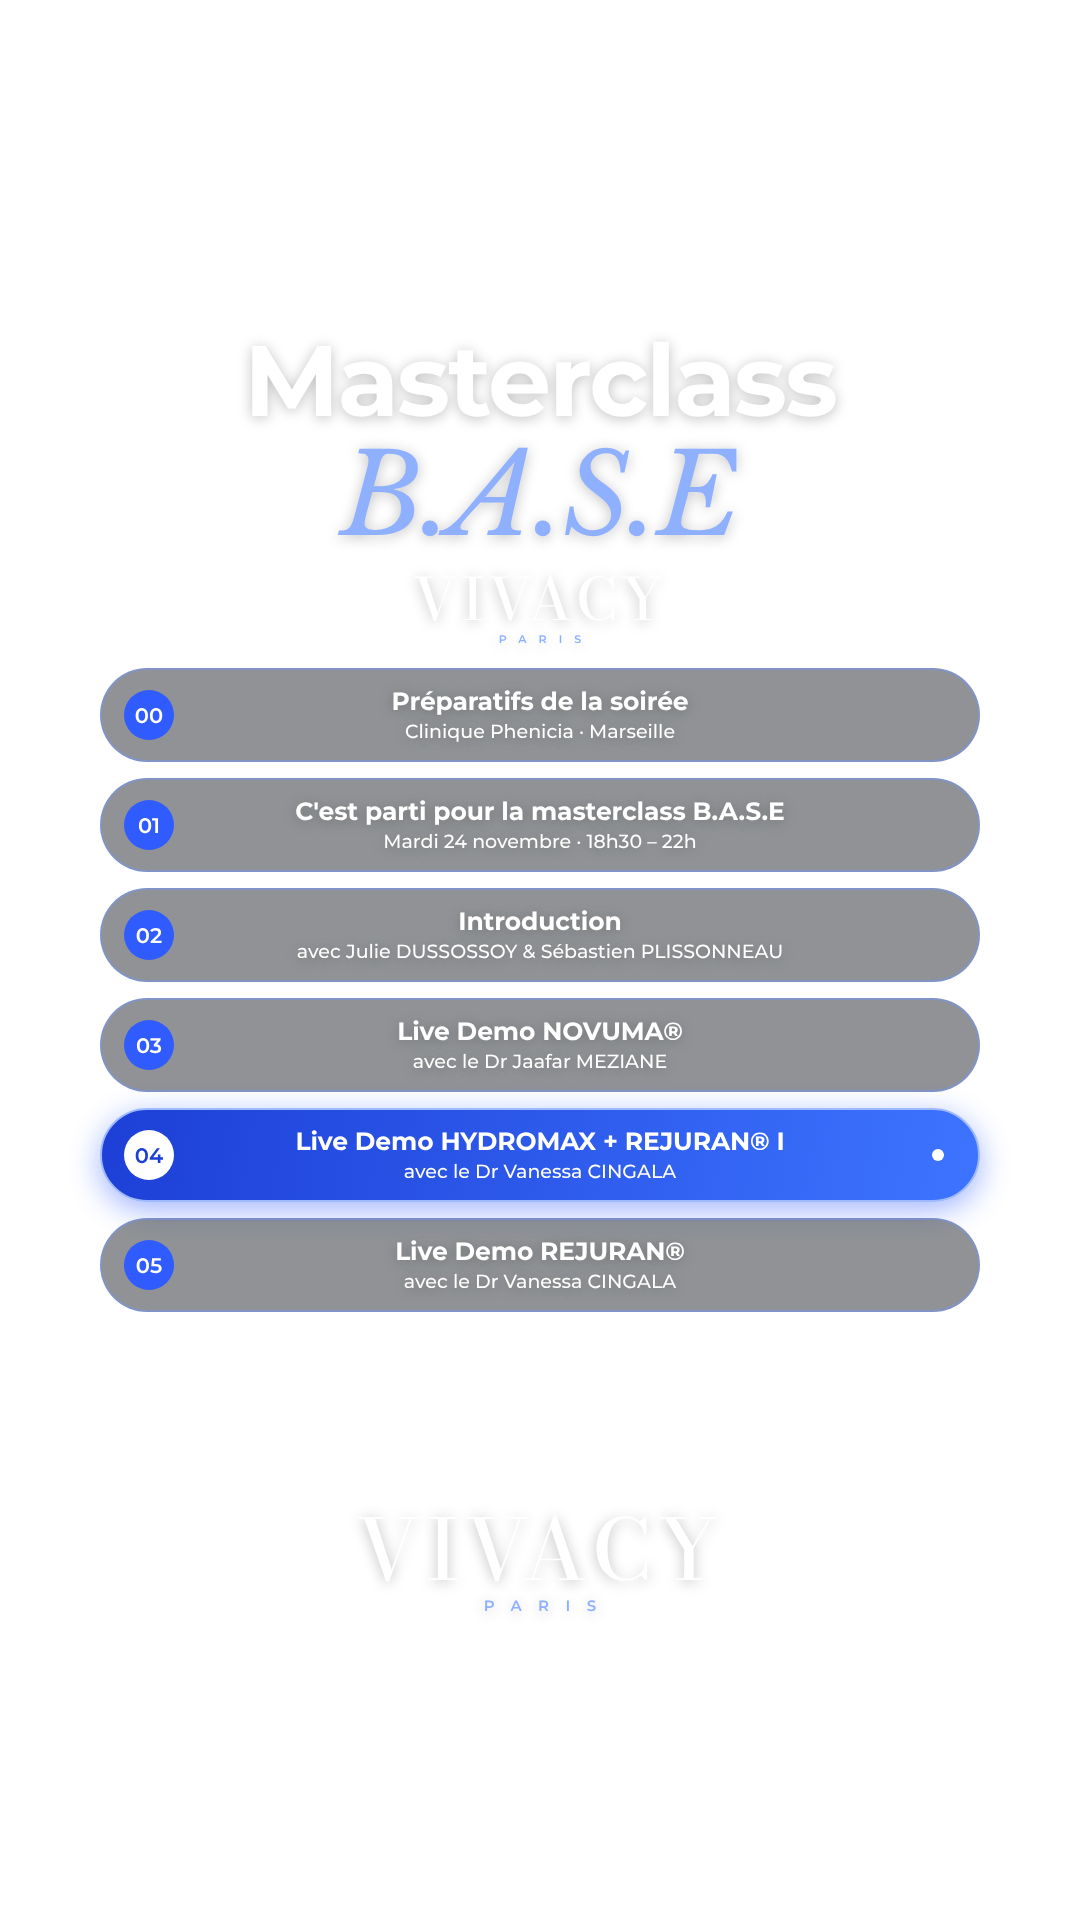 Masterclass
B.A.S.E
VIVACY
PARIS
00
Préparatifs de la soirée
Clinique Phenicia · Marseille
01
C'est parti pour la masterclass B.A.S.E
Mardi 24 novembre · 18h30 – 22h
02
Introduction
avec Julie DUSSOSSOY & Sébastien PLISSONNEAU
03
Live Demo NOVUMA®
avec le Dr Jaafar MEZIANE
04
Live Demo HYDROMAX + REJURAN® I
avec le Dr Vanessa CINGALA
05
Live Demo REJURAN®
avec le Dr Vanessa CINGALA
VIVACY
PARIS